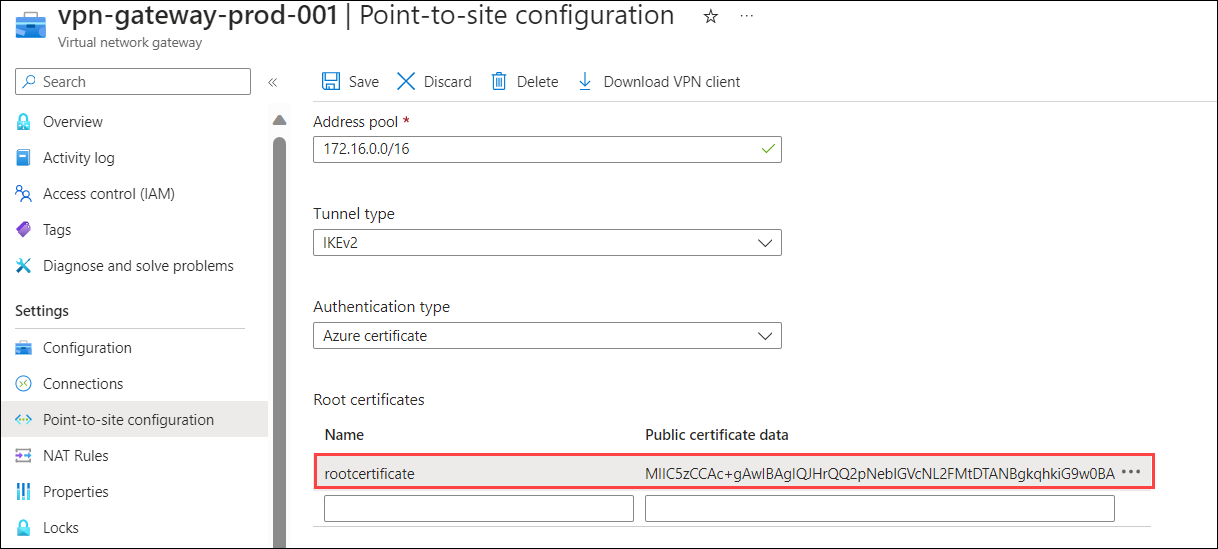 vpn-gateway-prod-001 | Point-to-site configuration
Virtual network gateway
Search
«
Save
Discard
Delete
Download VPN client
Overview
Activity log
Access control (IAM)
Tags
Diagnose and solve problems
Settings
Configuration
Connections
Point-to-site configuration
NAT Rules
Properties
Locks
Address pool *
172.16.0.0/16
Tunnel type
IKEv2
Authentication type
Azure certificate
Root certificates
Name Public certificate data
rootcertificate MIIC5zCCAc+gAwIBAgIQJHrQQ2pNebIGVcNL2FMtDTANBgkqhkiG9w0BA